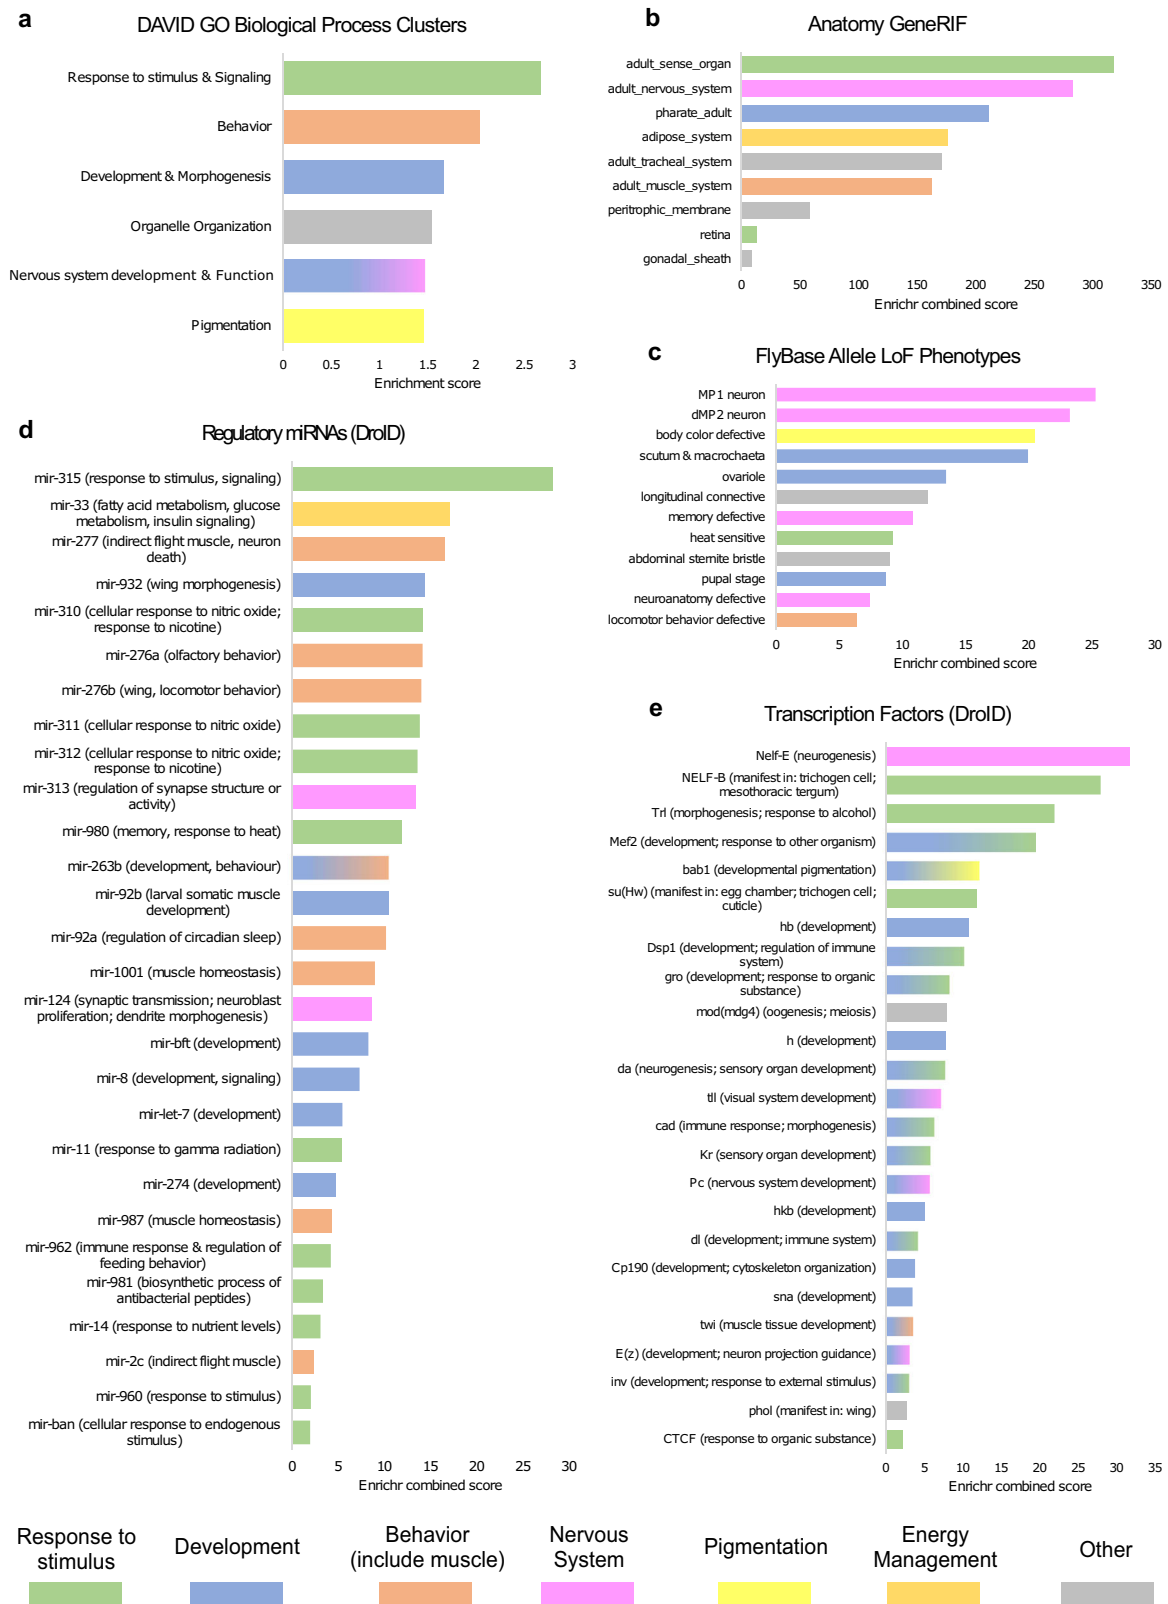 a
DAVID GO Biological Process Clusters
Response to stimulus & Signaling
Behavior
Development & Morphogenesis
Organelle Organization
Nervous system development & Function
Pigmentation
0 0.5 1 1.5 2 2.5 3
Enrichment score
b
Anatomy GeneRIF
adult_sense_organ
adult_nervous_system
pharate_adult
adipose_system
adult_tracheal_system
adult_muscle_system
peritrophic_membrane
retina
gonadal_sheath
0 50 100 150 200 250 300 350
Enrichr combined score
c
FlyBase Allele LoF Phenotypes
MP1 neuron
dMP2 neuron
body color defective
scutum & macrochaeta
ovariole
longitudinal connective
memory defective
heat sensitive
abdominal sternite bristle
pupal stage
neuroanatomy defective
locomotor behavior defective
0 5 10 15 20 25 30
Enrichr combined score
d
Regulatory miRNAs (DroID)
mir-315 (response to stimulus, signaling)
mir-33 (fatty acid metabolism, glucose
metabolism, insulin signaling)
mir-277 (indirect flight muscle, neuron
death)
mir-932 (wing morphogenesis)
mir-310 (cellular response to nitric oxide;
response to nicotine)
mir-276a (olfactory behavior)
mir-276b (wing, locomotor behavior)
mir-311 (cellular response to nitric oxide)
mir-312 (cellular response to nitric oxide;
response to nicotine)
mir-313 (regulation of synapse structure or
activity)
mir-980 (memory, response to heat)
mir-263b (development, behaviour)
mir-92b (larval somatic muscle
development)
mir-92a (regulation of circadian sleep)
mir-1001 (muscle homeostasis)
mir-124 (synaptic transmission; neuroblast
proliferation; dendrite morphogenesis)
mir-bft (development)
mir-8 (development, signaling)
mir-let-7 (development)
mir-11 (response to gamma radiation)
mir-274 (development)
mir-987 (muscle homeostasis)
mir-962 (immune response & regulation of
feeding behavior)
mir-981 (biosynthetic process of
antibacterial peptides)
mir-14 (response to nutrient levels)
mir-2c (indirect flight muscle)
mir-960 (response to stimulus)
mir-ban (cellular response to endogenous
stimulus)
0 5 10 15 20 25 30
Enrichr combined score
e
Transcription Factors (DroID)
Nelf-E (neurogenesis)
NELF-B (manifest in: trichogen cell;
mesothoracic tergum)
Trl (morphogenesis; response to alcohol)
Mef2 (development; response to other organism)
bab1 (developmental pigmentation)
su(Hw) (manifest in: egg chamber; trichogen cell;
cuticle)
hb (development)
Dsp1 (development; regulation of immune
system)
gro (development; response to organic
substance)
mod(mdg4) (oogenesis; meiosis)
h (development)
da (neurogenesis; sensory organ development)
tll (visual system development)
cad (immune response; morphogenesis)
Kr (sensory organ development)
Pc (nervous system development)
hkb (development)
dl (development; immune system)
Cp190 (development; cytoskeleton organization)
sna (development)
twi (muscle tissue development)
E(z) (development; neuron projection guidance)
inv (development; response to external stimulus)
phol (manifest in: wing)
CTCF (response to organic substance)
0 5 10 15 20 25 30 35
Enrichr combined score
Response to
stimulus
Development
Behavior
(include muscle)
Nervous
System
Pigmentation
Energy
Management
Other